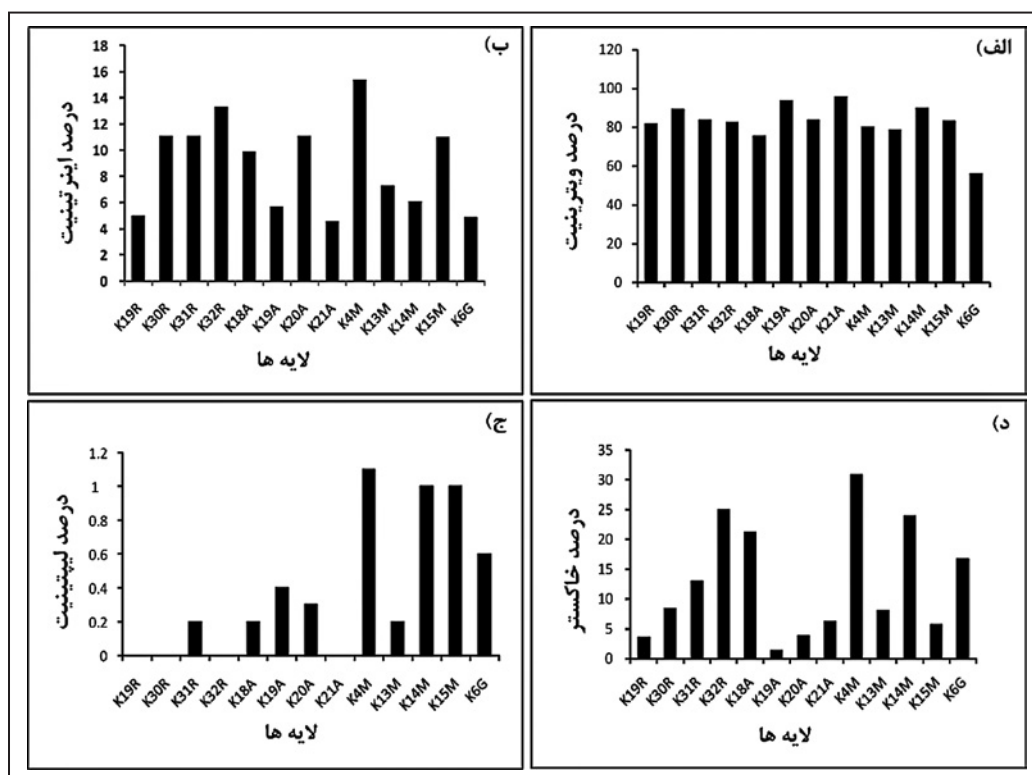 الف)
درصد ویترینیت
120
100
80
60
40
20
0
K19R K30R K31R K32R K18A K19A K20A K21A K4M K13M K14M K15M K6G
لایه ها
ب)
درصد اینرتینیت
18
16
14
12
10
8
6
4
2
0
K19R K30R K31R K32R K18A K19A K20A K21A K4M K13M K14M K15M K6G
لایه ها
د)
درصد خاکستر
35
30
25
20
15
10
5
0
K19R K30R K31R K32R K18A K19A K20A K21A K4M K13M K14M K15M K6G
لایه ها
ج)
درصد لیپتینیت
1.2
1
0.8
0.6
0.4
0.2
0
K19R K30R K31R K32R K18A K19A K20A K21A K4M K13M K14M K15M K6G
لایه ها